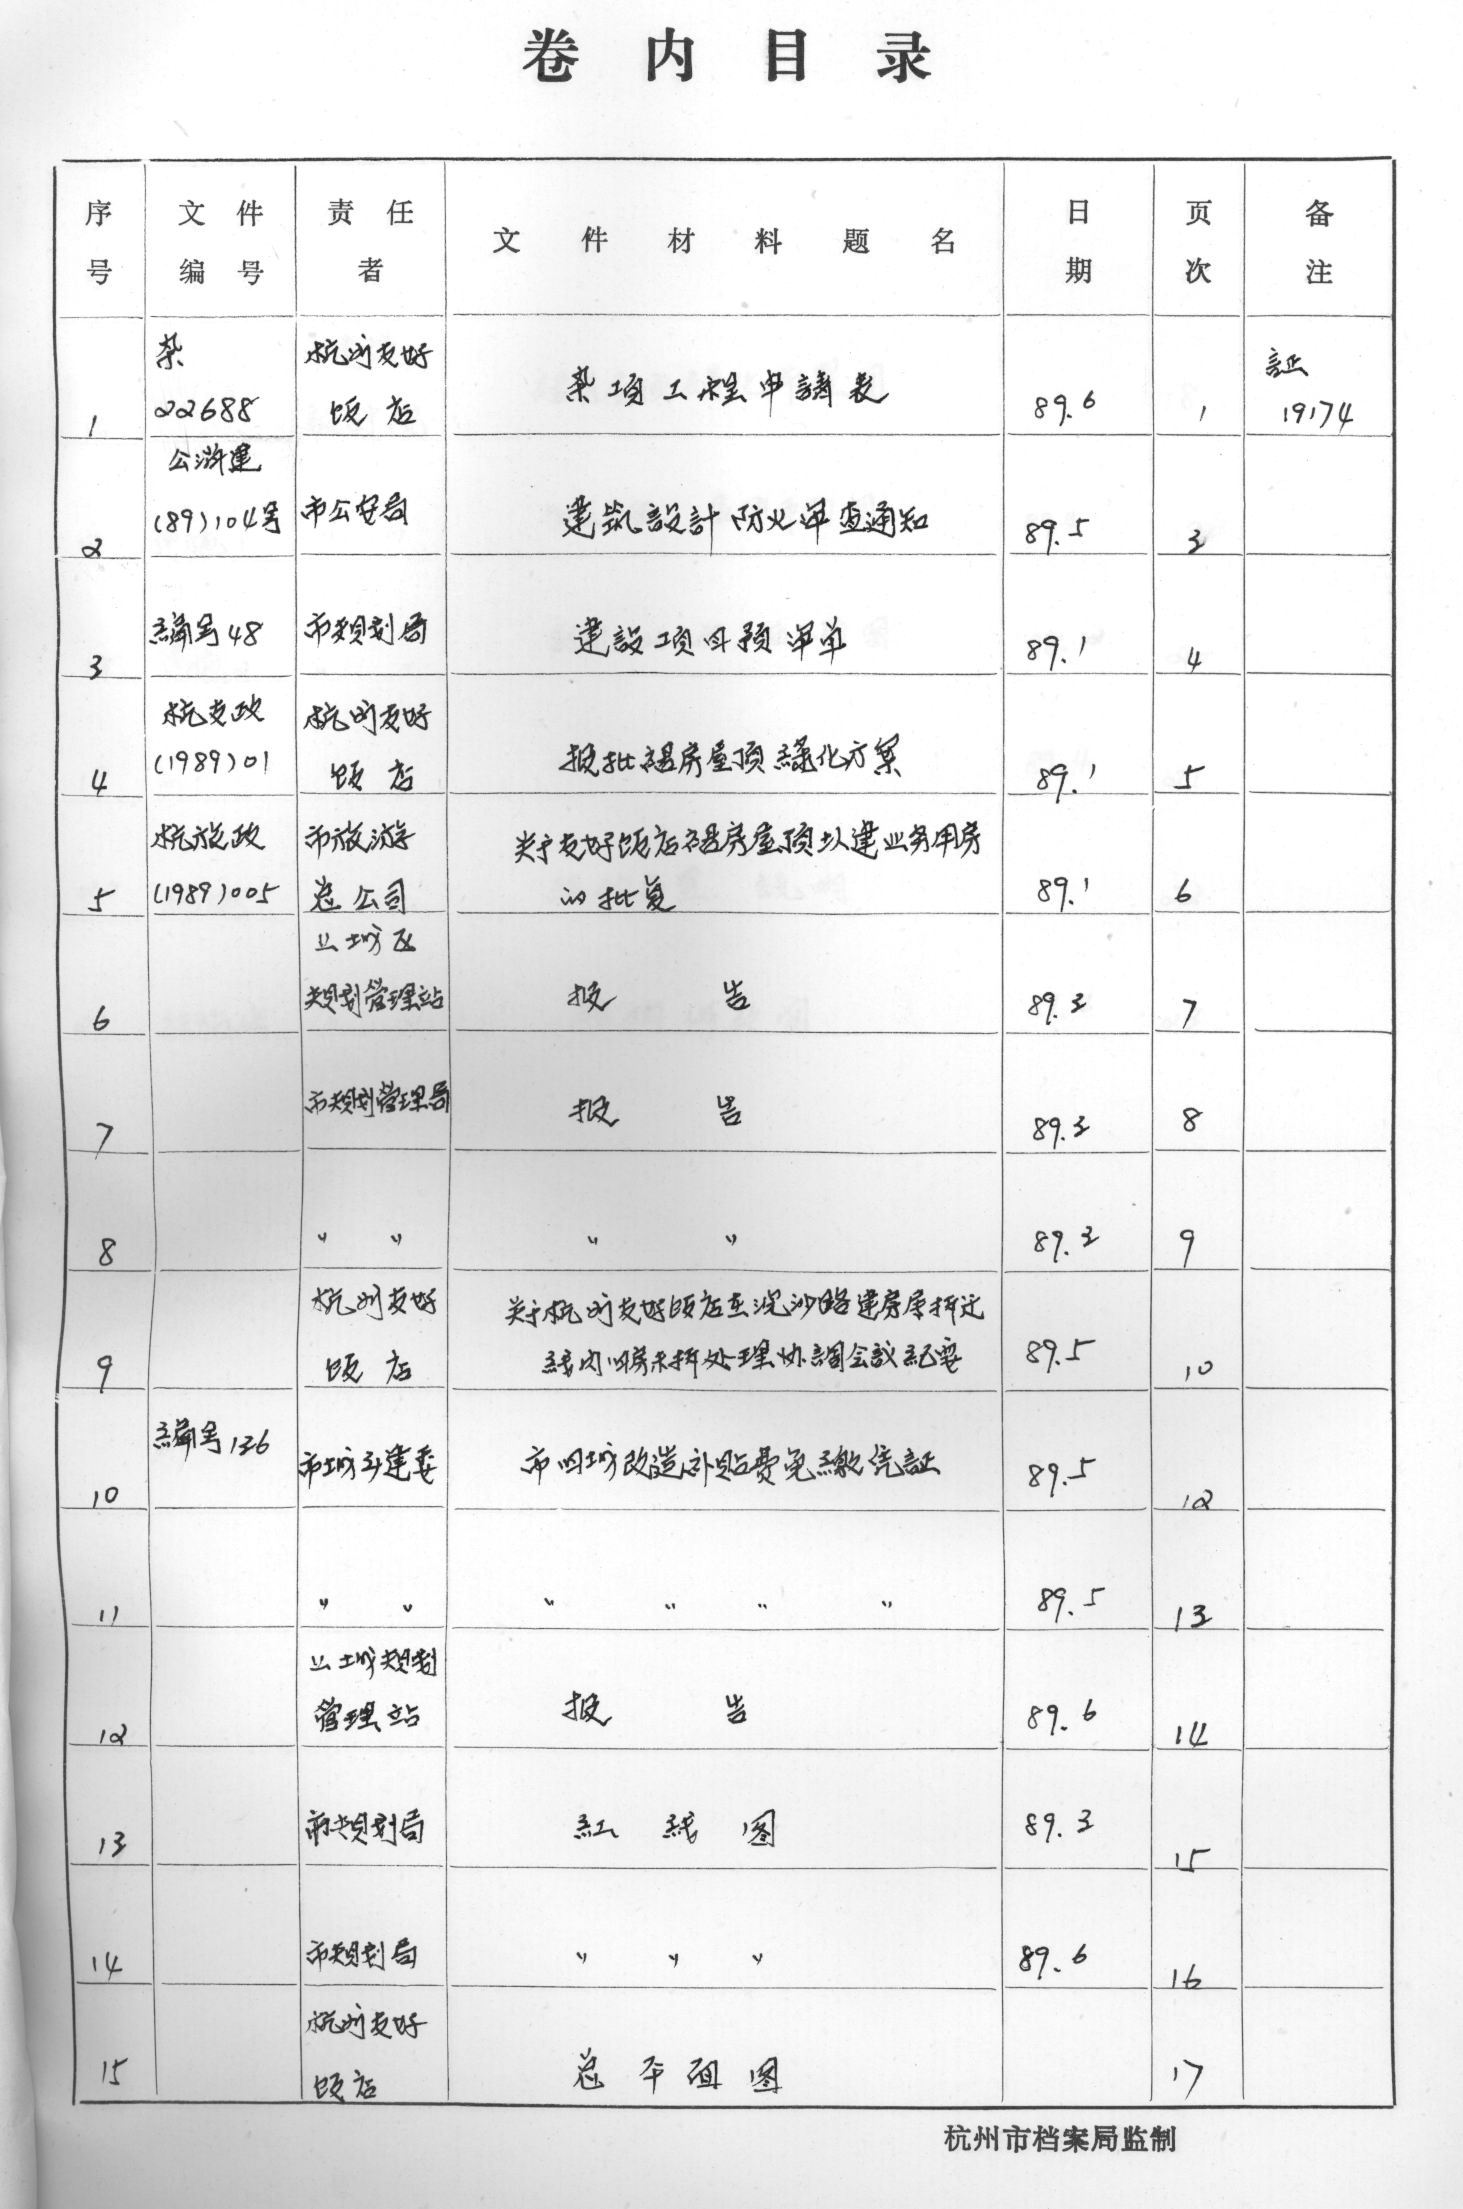 卷内目录
序号 文件编号 责任者 文件材料题名 日期 页次 备注
杂 杭州友好 証
1 22688 饭店 杂项工程申請表 89.6 1 19174
公消建
2 (89)104号 市公安局 建筑設計防火审查通知 89.5 3
3 編号48 市规划局 建設项目预审单 89.1 4
杭友政 杭州友好
4 (1989)01 饭店 报批裙房屋顶綠化方案 89.1 5
杭旅政 市旅游 关于友好饭店裙房屋顶扩建业务用房
5 (1989)005 总公司 的批复 89.1 6
上城区
6 规划管理站 报告 89.3 7
7 市规划管理局 报告 89.3 8
8 〃 〃 〃 〃 89.3 9
杭州友好 关于杭州友好饭店在浣沙路建房屋拆迁
9 饭店 线内旧房未拆处理协調会议紀要 89.5 10
10 編号136 市城乡建委 市旧城改造补贴费免繳凭証 89.5 12
11 〃 〃 〃 〃 〃 〃 89.5 13
上城规划
12 管理站 报告 89.6 14
13 市规划局 紅线图 89.3 15
14 市规划局 〃 〃 〃 89.6 16
杭州友好
15 饭店 总平面图 17
杭州市档案局监制